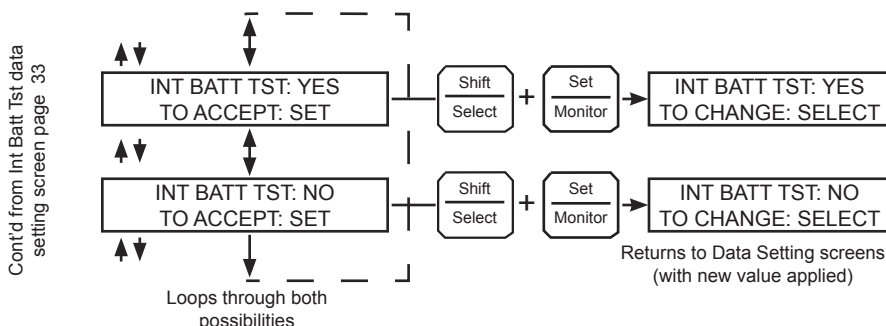 Cont'd from Int Batt Tst data
setting screen page 33
INT BATT TST: YES
TO ACCEPT: SET
Shift
Select
+
Set
Monitor
INT BATT TST: YES
TO CHANGE: SELECT
INT BATT TST: NO
TO ACCEPT: SET
Shift
Select
+
Set
Monitor
INT BATT TST: NO
TO CHANGE: SELECT
Returns to Data Setting screens
(with new value applied)
Loops through both
possibilities